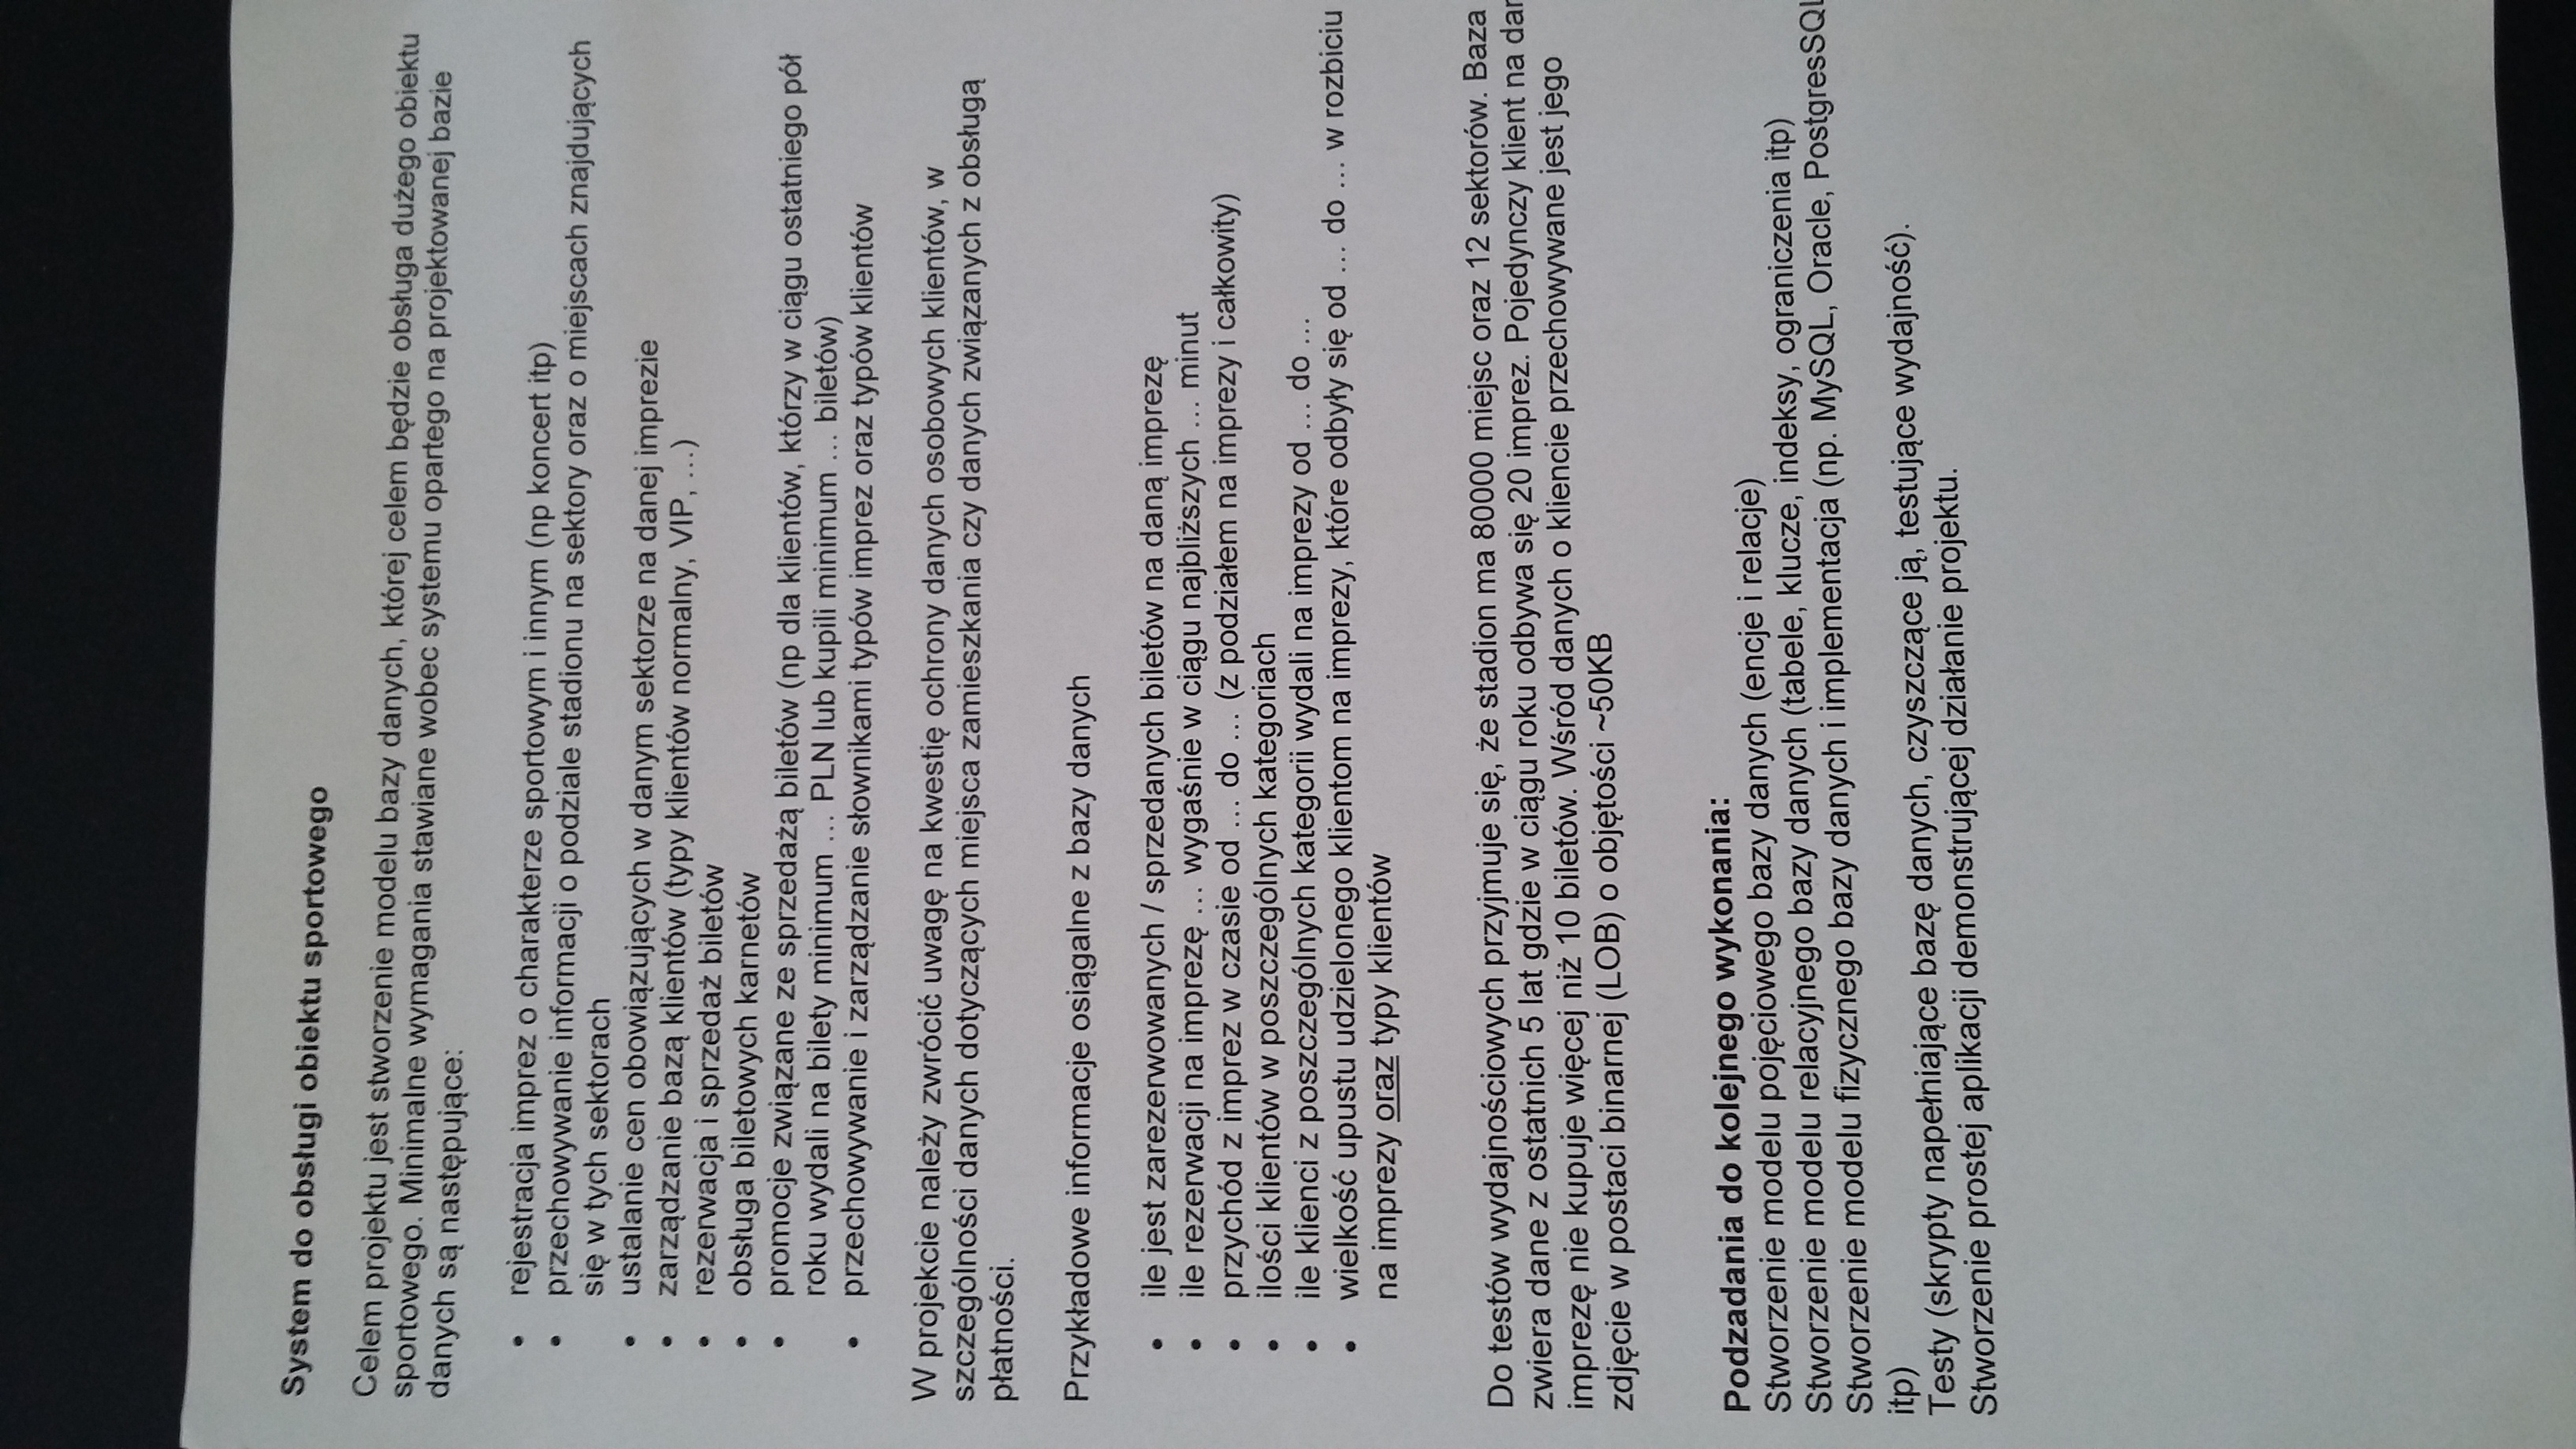 System do obsługi obiektu sportowego
Celem projektu jest stworzenie modelu bazy danych, której celem będzie obsługa dużego obiektu
sportowego. Minimalne wymagania stawiane wobec systemu opartego na projektowanej bazie
danych są następujące:
• rejestracja imprez o charakterze sportowym i innym (np koncert itp)
• przechowywanie informacji o podziale stadionu na sektory oraz o miejscach znajdujących
się w tych sektorach
• ustalanie cen obowiązujących w danym sektorze na danej imprezie
• zarządzanie bazą klientów (typy klientów normalny, VIP, ...)
• rezerwacja i sprzedaż biletów
• obsługa biletowych karnetów
• promocje związane ze sprzedażą biletów (np dla klientów, którzy w ciągu ostatniego pół
roku wydali na bilety minimum ... PLN lub kupili minimum ... biletów)
• przechowywanie i zarządzanie słownikami typów imprez oraz typów klientów
W projekcie należy zwrócić uwagę na kwestię ochrony danych osobowych klientów, w
szczególności danych dotyczących miejsca zamieszkania czy danych związanych z obsługą
płatności.
Przykładowe informacje osiągalne z bazy danych
• ile jest zarezerwowanych / sprzedanych biletów na daną imprezę
• ile rezerwacji na imprezę ... wygaśnie w ciągu najbliższych ... minut
• przychód z imprez w czasie od ... do ... (z podziałem na imprezy i całkowity)
• ilości klientów w poszczególnych kategoriach
• ile klienci z poszczególnych kategorii wydali na imprezy od ... do ...
• wielkość upustu udzielonego klientom na imprezy, które odbyły się od ... do ... w rozbiciu
na imprezy oraz typy klientów
Do testów wydajnościowych przyjmuje się, że stadion ma 80000 miejsc oraz 12 sektorów. Baza
zwiera dane z ostatnich 5 lat gdzie w ciągu roku odbywa się 20 imprez. Pojedynczy klient na
imprezę nie kupuje więcej niż 10 biletów. Wśród danych o kliencie przechowywane jest jego
zdjęcie w postaci binarnej (LOB) o objętości ~50KB
Podzadania do kolejnego wykonania:
Stworzenie modelu pojęciowego bazy danych (encje i relacje)
Stworzenie modelu relacyjnego bazy danych (tabele, klucze, indeksy, ograniczenia itp)
Stworzenie modelu fizycznego bazy danych i implementacja (np. MySQL, Oracle, PostgresSQL
itp)
Testy (skrypty napełniające bazę danych, czyszczące ją, testujące wydajność).
Stworzenie prostej aplikacji demonstrującej działanie projektu.